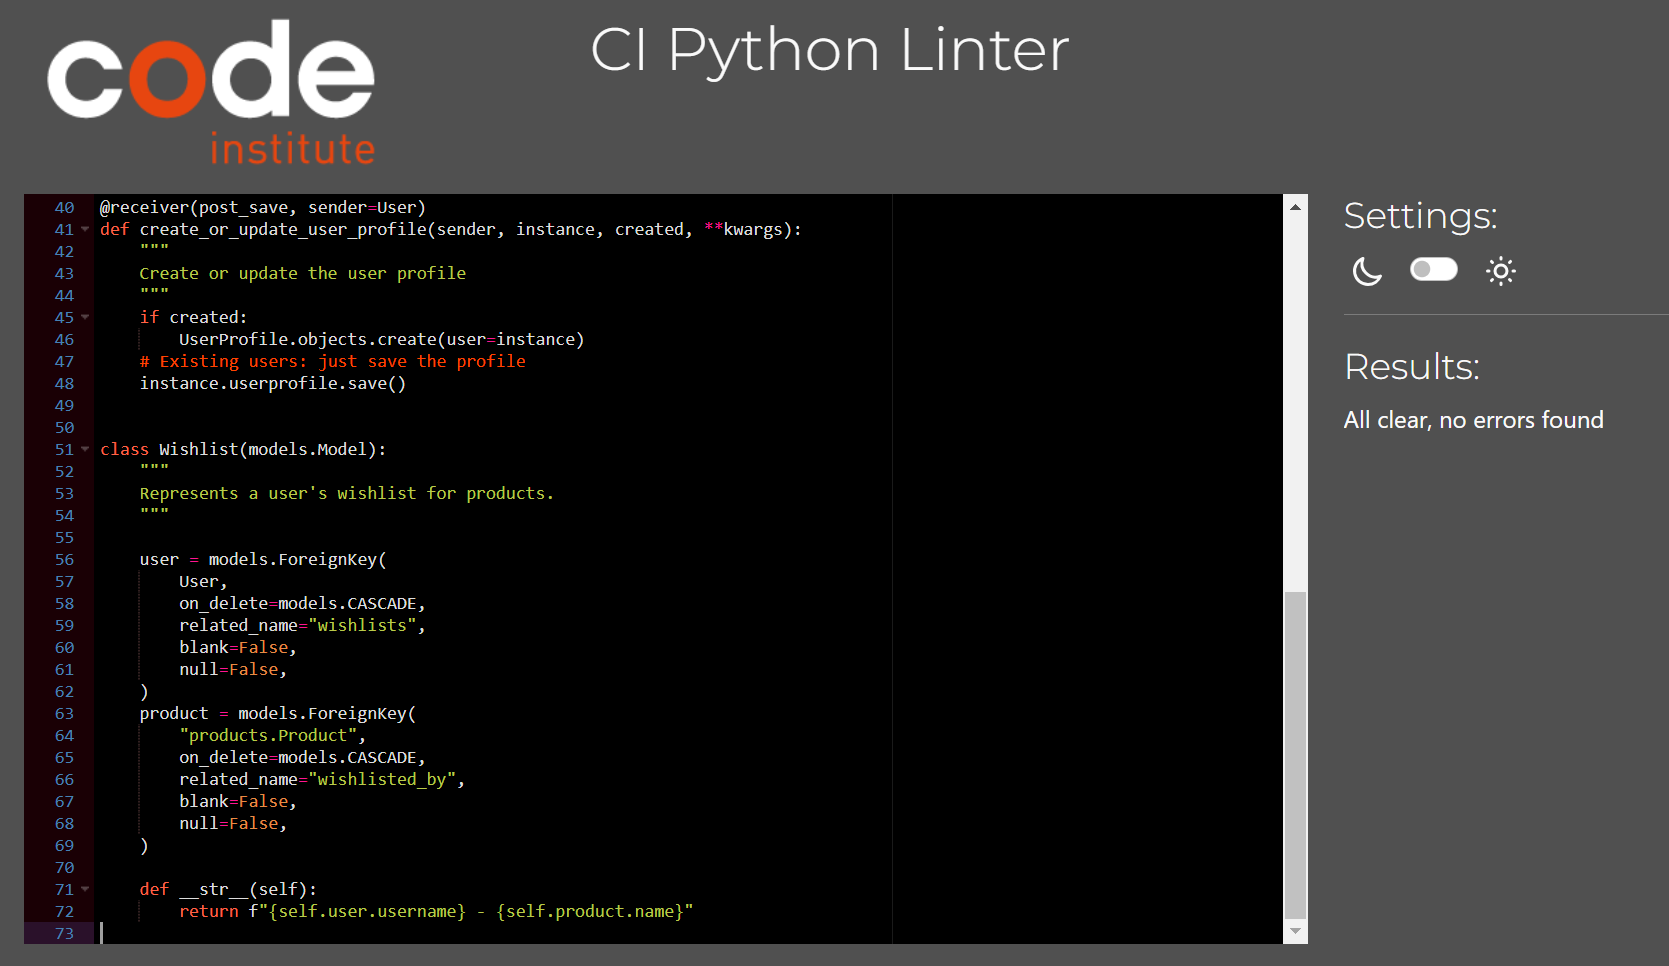 code
institute
CI Python Linter
40 @receiver(post_save, sender=User)
41 def create_or_update_user_profile(sender, instance, created, **kwargs):
42     """
43     Create or update the user profile
44     """
45     if created:
46         UserProfile.objects.create(user=instance)
47     # Existing users: just save the profile
48     instance.userprofile.save()
49
50
51 class Wishlist(models.Model):
52     """
53     Represents a user's wishlist for products.
54     """
55
56     user = models.ForeignKey(
57         User,
58         on_delete=models.CASCADE,
59         related_name="wishlists",
60         blank=False,
61         null=False,
62     )
63     product = models.ForeignKey(
64         "products.Product",
65         on_delete=models.CASCADE,
66         related_name="wishlisted_by",
67         blank=False,
68         null=False,
69     )
70
71     def __str__(self):
72         return f"{self.user.username} - {self.product.name}"
73
Settings:
Results:
All clear, no errors found